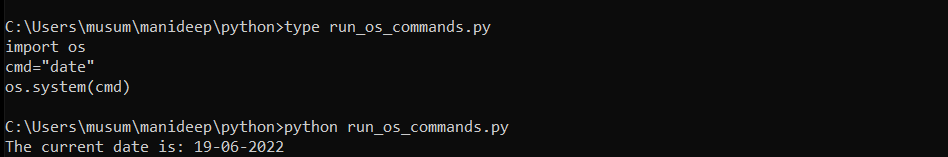 C:\Users\musum\manideep\python>type run_os_commands.py
import os
cmd="date"
os.system(cmd)
C:\Users\musum\manideep\python>python run_os_commands.py
The current date is: 19-06-2022